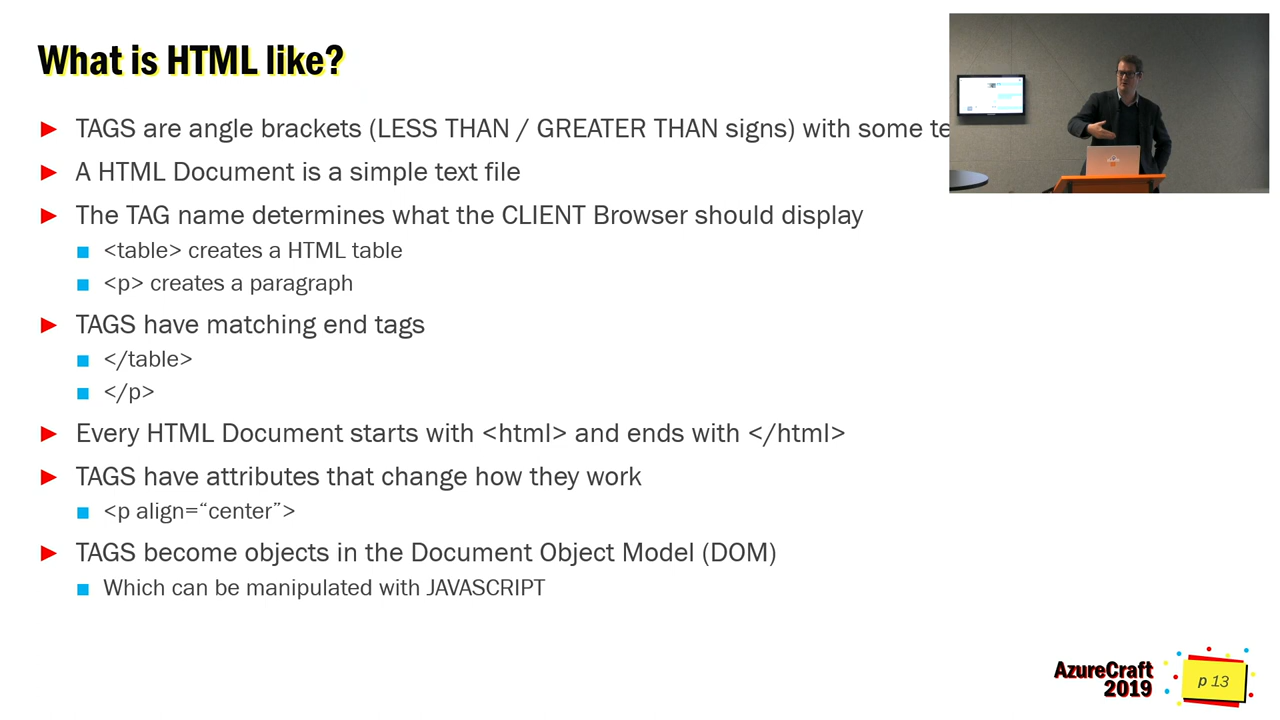 What is HTML like?
TAGS are angle brackets (LESS THAN / GREATER THAN signs) with some
A HTML Document is a simple text file
The TAG name determines what the CLIENT Browser should display
<table> creates a HTML table
<p> creates a paragraph
TAGS have matching end tags
</table>
</p>
Every HTML Document starts with <html> and ends with </html>
TAGS have attributes that change how they work
<p align=“center”>
TAGS become objects in the Document Object Model (DOM)
Which can be manipulated with JAVASCRIPT
AzureCraft
2019
p 13